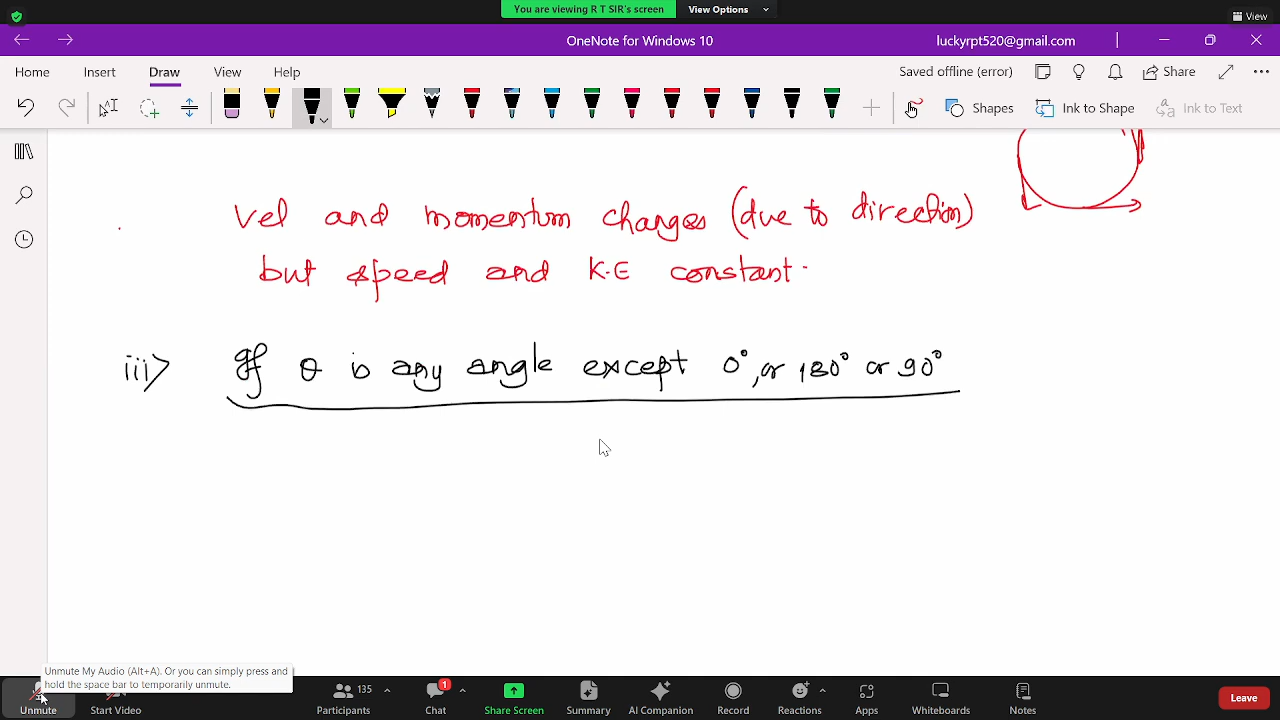 You are viewing R T SIR's screen
View Options
View
OneNote for Windows 10
luckyrpt520@gmail.com
Home
Insert
Draw
View
Help
Saved offline (error)
Share
Shapes
Ink to Shape
Ink to Text
Vel and momentum changes (due to direction)
but speed and K.E constant.
iii) If θ is any angle except 0°, or 180° or 90°
Unmute My Audio (Alt+A). Or you can simply press and
hold the space bar to temporarily unmute.
135
1
Unmute
Start Video
Participants
Chat
Share Screen
Summary
AI Companion
Record
Reactions
Apps
Whiteboards
Notes
Leave